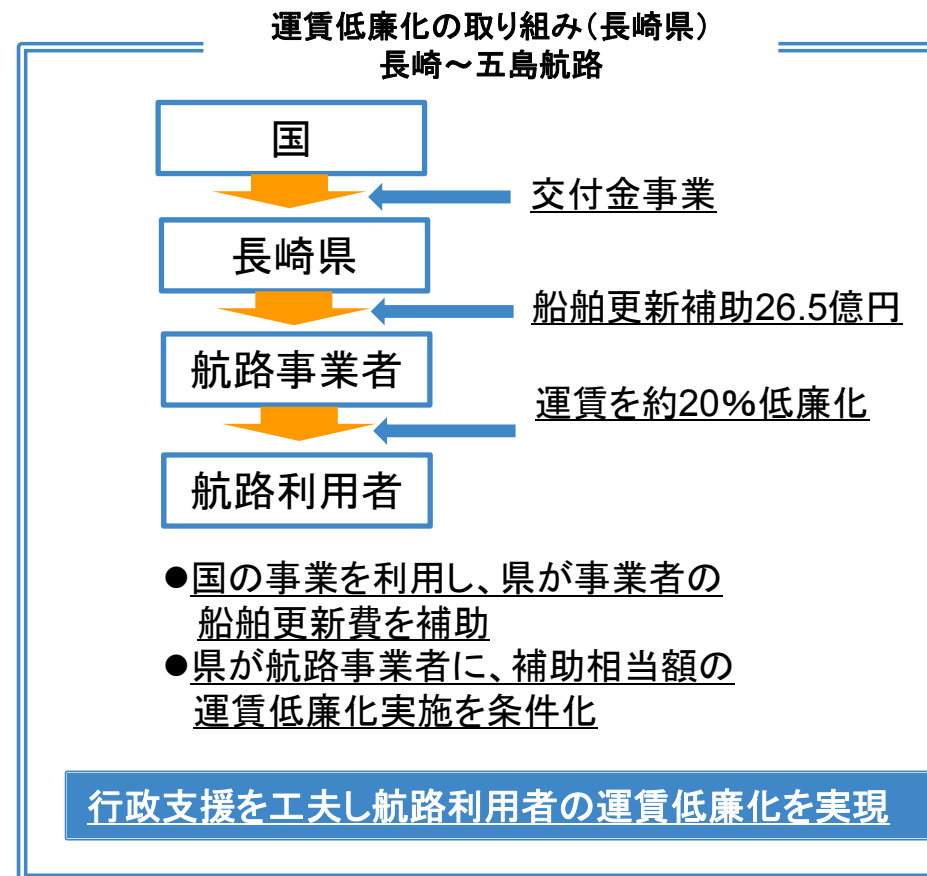 運賃低廉化の取り組み（長崎県）
長崎～五島航路
国
交付金事業
長崎県
船舶更新補助26.5億円
航路事業者
運賃を約20%低廉化
航路利用者
●国の事業を利用し、県が事業者の
船舶更新費を補助
●県が航路事業者に、補助相当額の
運賃低廉化実施を条件化
行政支援を工夫し航路利用者の運賃低廉化を実現